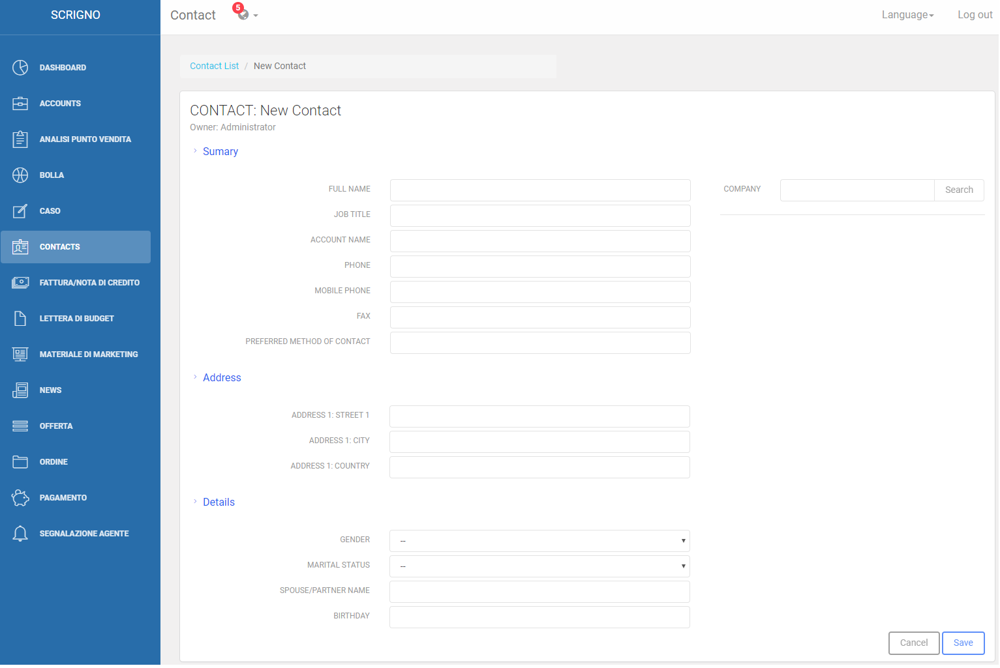 SCRIGNO
DASHBOARD
ACCOUNTS
ANALISI PUNTO VENDITA
BOLLA
CASO
CONTACTS
FATTURA/NOTA DI CREDITO
LETTERA DI BUDGET
MATERIALE DI MARKETING
NEWS
OFFERTA
ORDINE
PAGAMENTO
SEGNALAZIONE AGENTE
Contact 5 Language Log out
Contact List / New Contact
CONTACT: New Contact
Owner: Administrator
Sumary
FULL NAME
JOB TITLE
ACCOUNT NAME
PHONE
MOBILE PHONE
FAX
PREFERRED METHOD OF CONTACT
COMPANY Search
Address
ADDRESS 1: STREET 1
ADDRESS 1: CITY
ADDRESS 1: COUNTRY
Details
GENDER --
MARITAL STATUS --
SPOUSE/PARTNER NAME
BIRTHDAY
Cancel Save